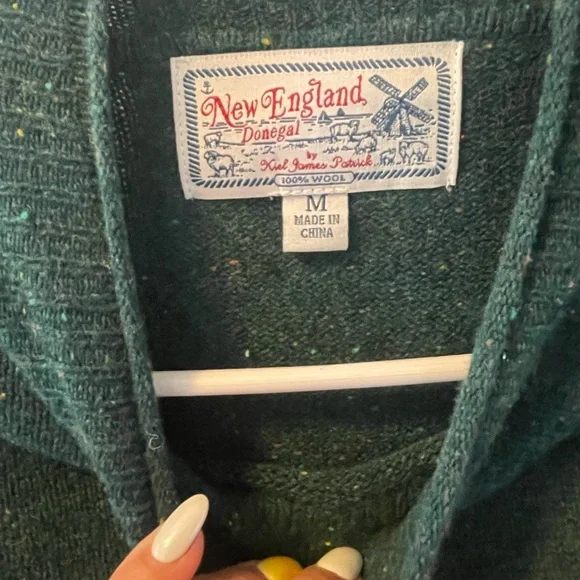 New England
Donegal
by
Kiel James Patrick
100% WOOL
M
MADE IN
CHINA